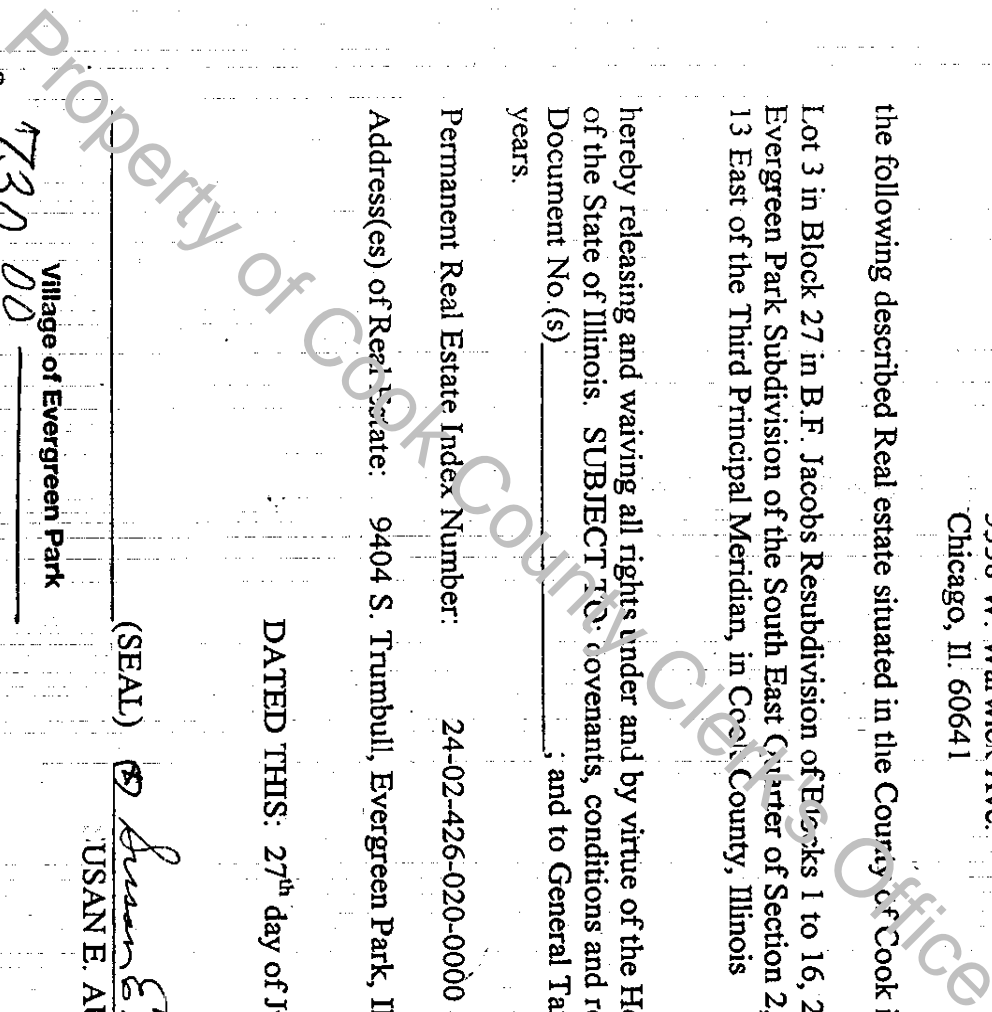 Chicago, Il. 60641
the following described Real estate situated in the County of Cook i
Lot 3 in Block 27 in B.F. Jacobs Resubdivision of Blocks 1 to 16, 2
Evergreen Park Subdivision of the South East Quarter of Section 2,
13 East of the Third Principal Meridian, in Cook County, Illinois
hereby releasing and waiving all rights under and by virtue of the H
of the State of Illinois. SUBJECT TO: covenants, conditions and r
Document No.(s) ; and to General Ta
years.
Permanent Real Estate Index Number: 24-02-426-020-0000
Address(es) of Real Estate: 9404 S. Trumbull, Evergreen Park, Il
DATED THIS: 27th day of J
(SEAL) Susan E.
USAN E. A
Village of Evergreen Park
730 00
Property of Cook County Clerk's Office